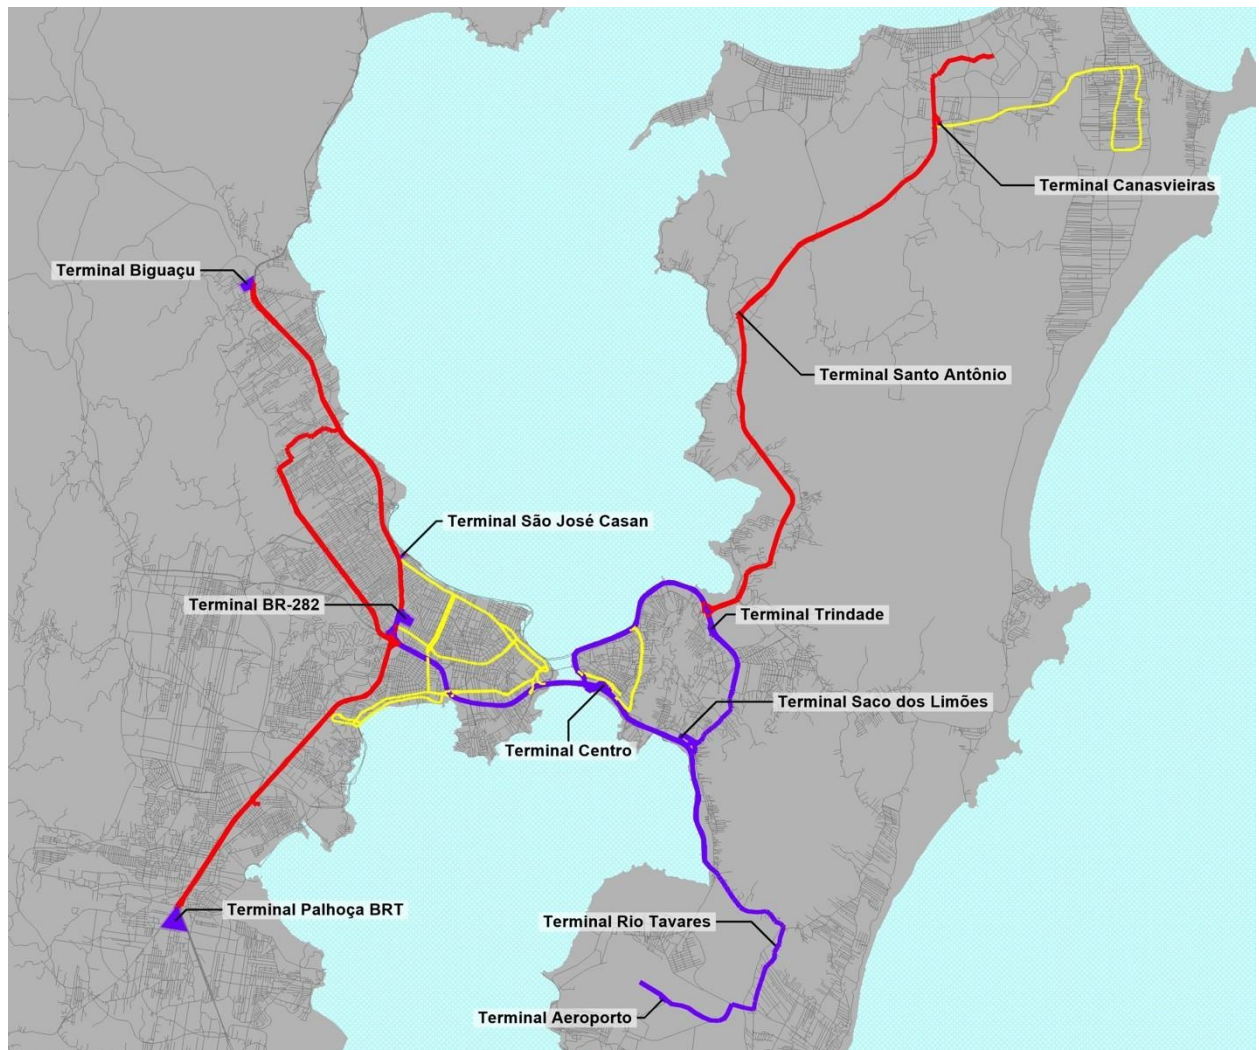 Terminal Canasvieiras
Terminal Biguaçu
Terminal Santo Antônio
Terminal São José Casan
Terminal BR-282
Terminal Trindade
Terminal Saco dos Limões
Terminal Centro
Terminal Palhoça BRT
Terminal Rio Tavares
Terminal Aeroporto